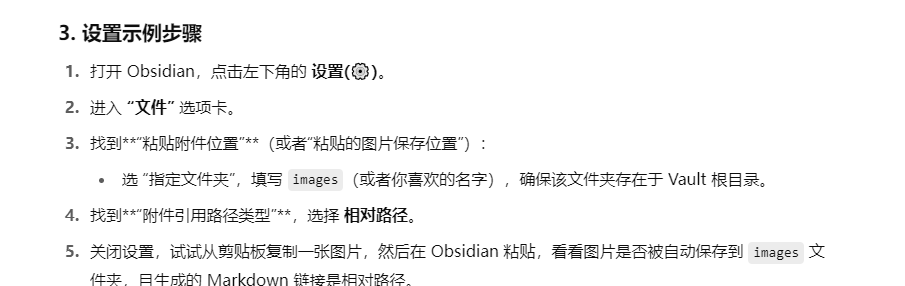 3. 设置示例步骤
1. 打开 Obsidian，点击左下角的 设置(⚙️)。
2. 进入 “文件” 选项卡。
3. 找到**“粘贴附件位置”**（或者“粘贴的图片保存位置”）：
• 选 “指定文件夹”，填写 images（或者你喜欢的名字），确保该文件夹存在于 Vault 根目录。
4. 找到**“附件引用路径类型”**，选择 相对路径。
5. 关闭设置，试试从剪贴板复制一张图片，然后在 Obsidian 粘贴，看看图片是否被自动保存到 images 文
件夹，且生成的 Markdown 链接是相对路径。